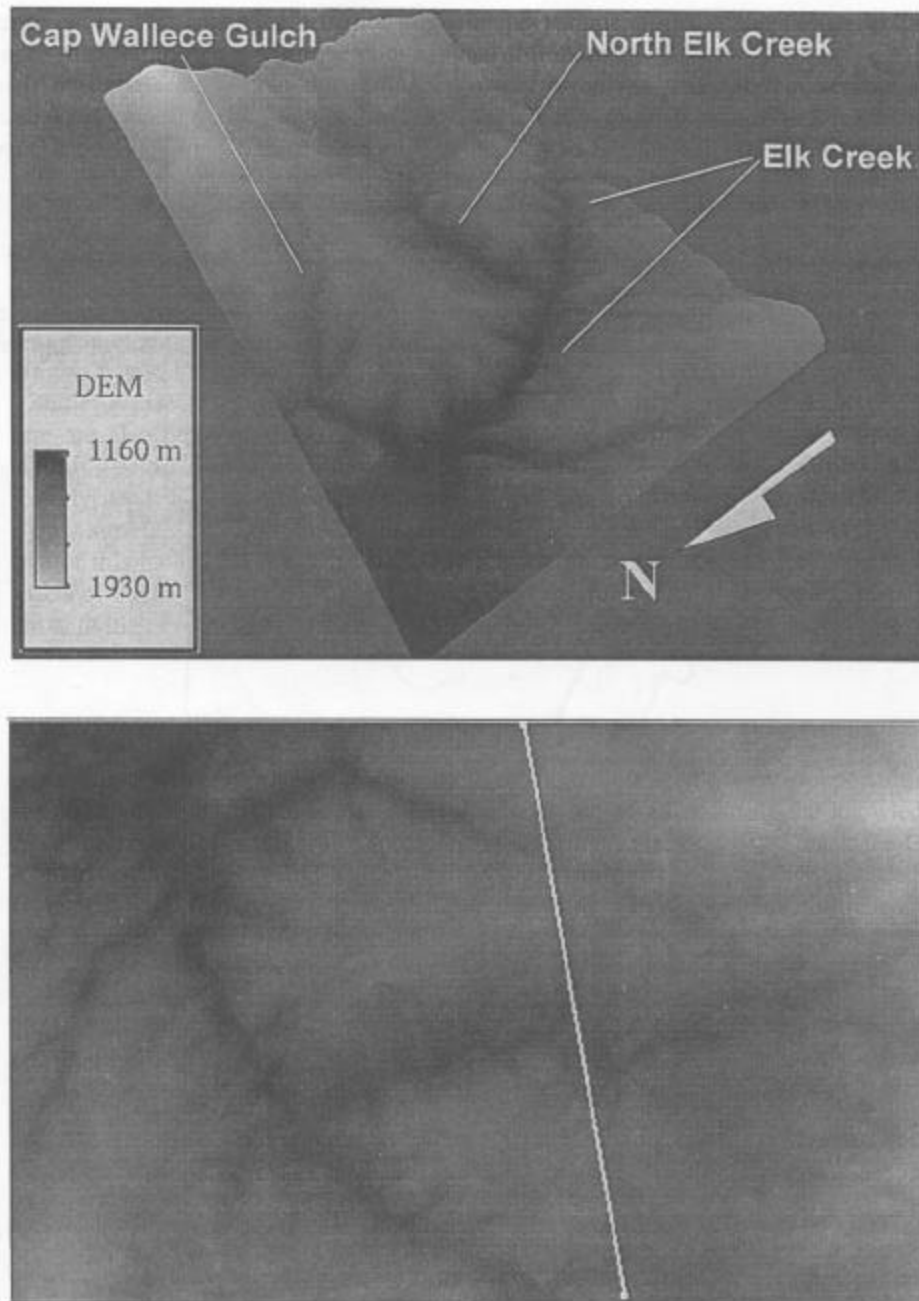 Cap Wallece Gulch
North Elk Creek
Elk Creek
DEM
1160 m
1930 m
N